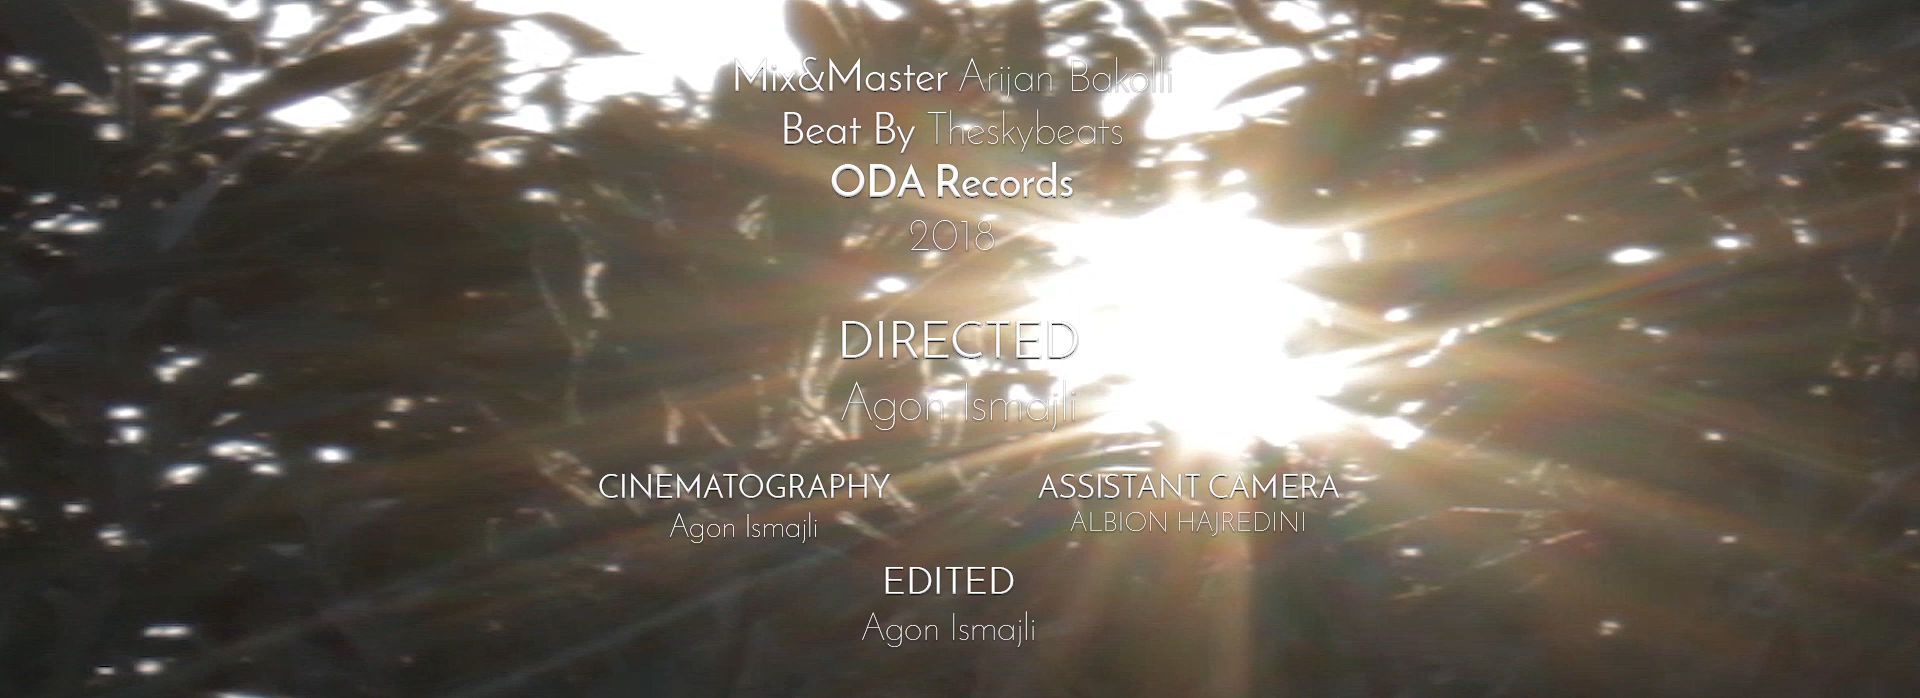 Mix&Master Arijan Bakolli
Beat By Theskybeats
ODA Records
2018
DIRECTED
Agon Ismajli
CINEMATOGRAPHY
Agon Ismajli
ASSISTANT CAMERA
ALBION HAJREDINI
EDITED
Agon Ismajli